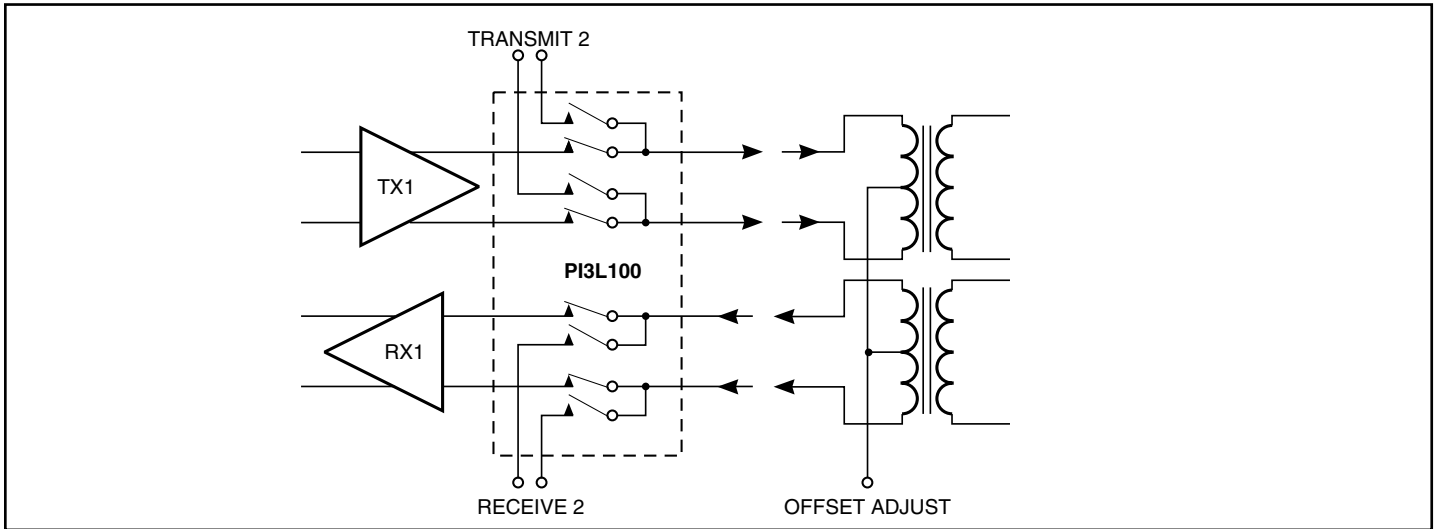 TRANSMIT 2
TX1
PI3L100
RX1
RECEIVE 2
OFFSET ADJUST